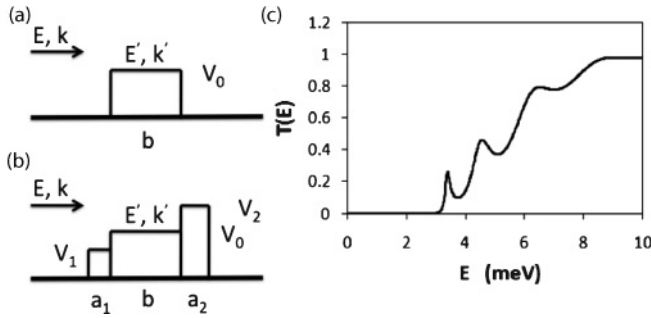 (a)
E, k
E′, k′
V₀
b
(b)
E, k
E′, k′
V₂
V₀
V₁
a₁ b a₂
(c)
T(E)
1.2
1
0.8
0.6
0.4
0.2
0
0 2 4 6 8 10
E (meV)